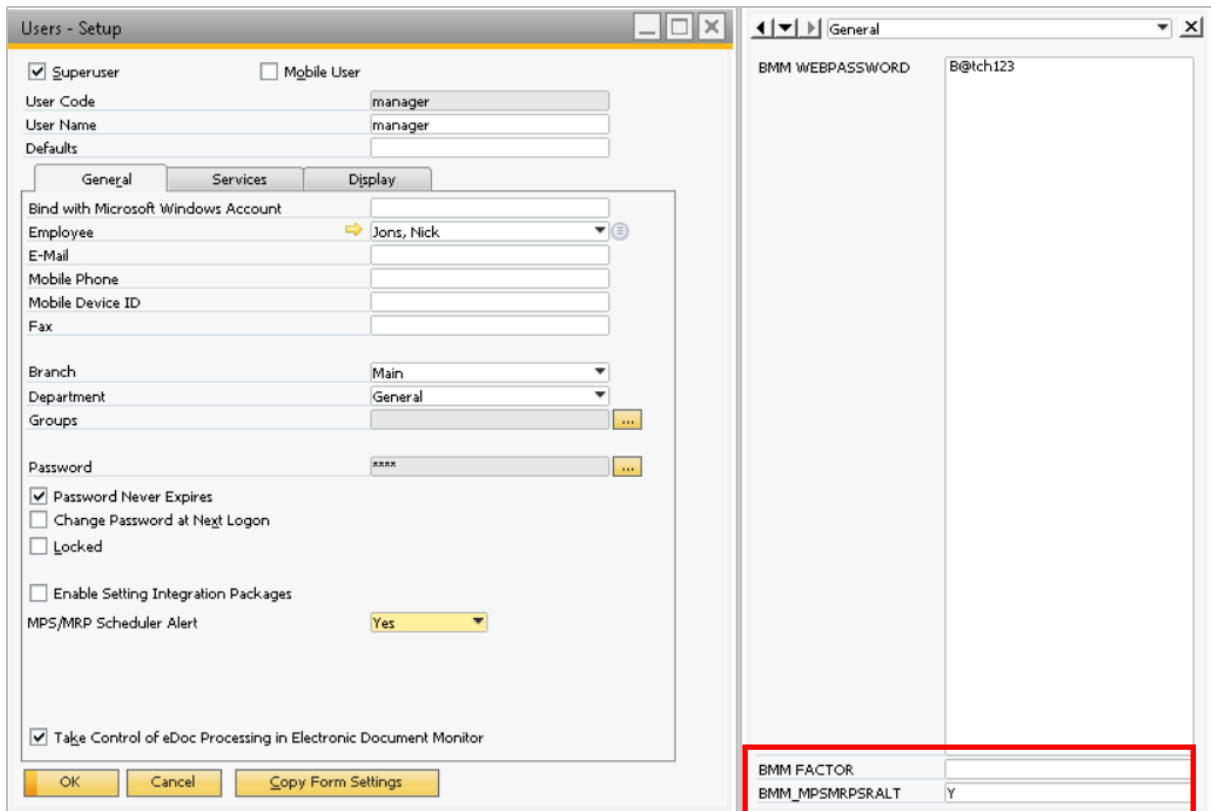 Users - Setup
Superuser
Mobile User
User Code
manager
User Name
manager
Defaults
General
Services
Display
Bind with Microsoft Windows Account
Employee
Jons, Nick
E-Mail
Mobile Phone
Mobile Device ID
Fax
Branch
Main
Department
General
Groups
...
Password
****
...
Password Never Expires
Change Password at Next Logon
Locked
Enable Setting Integration Packages
MPS/MRP Scheduler Alert
Yes
Take Control of eDoc Processing in Electronic Document Monitor
OK
Cancel
Copy Form Settings
General
BMM WEBPASSWORD
B@tch123
BMM FACTOR
BMM_MPSMRPSRALT
Y